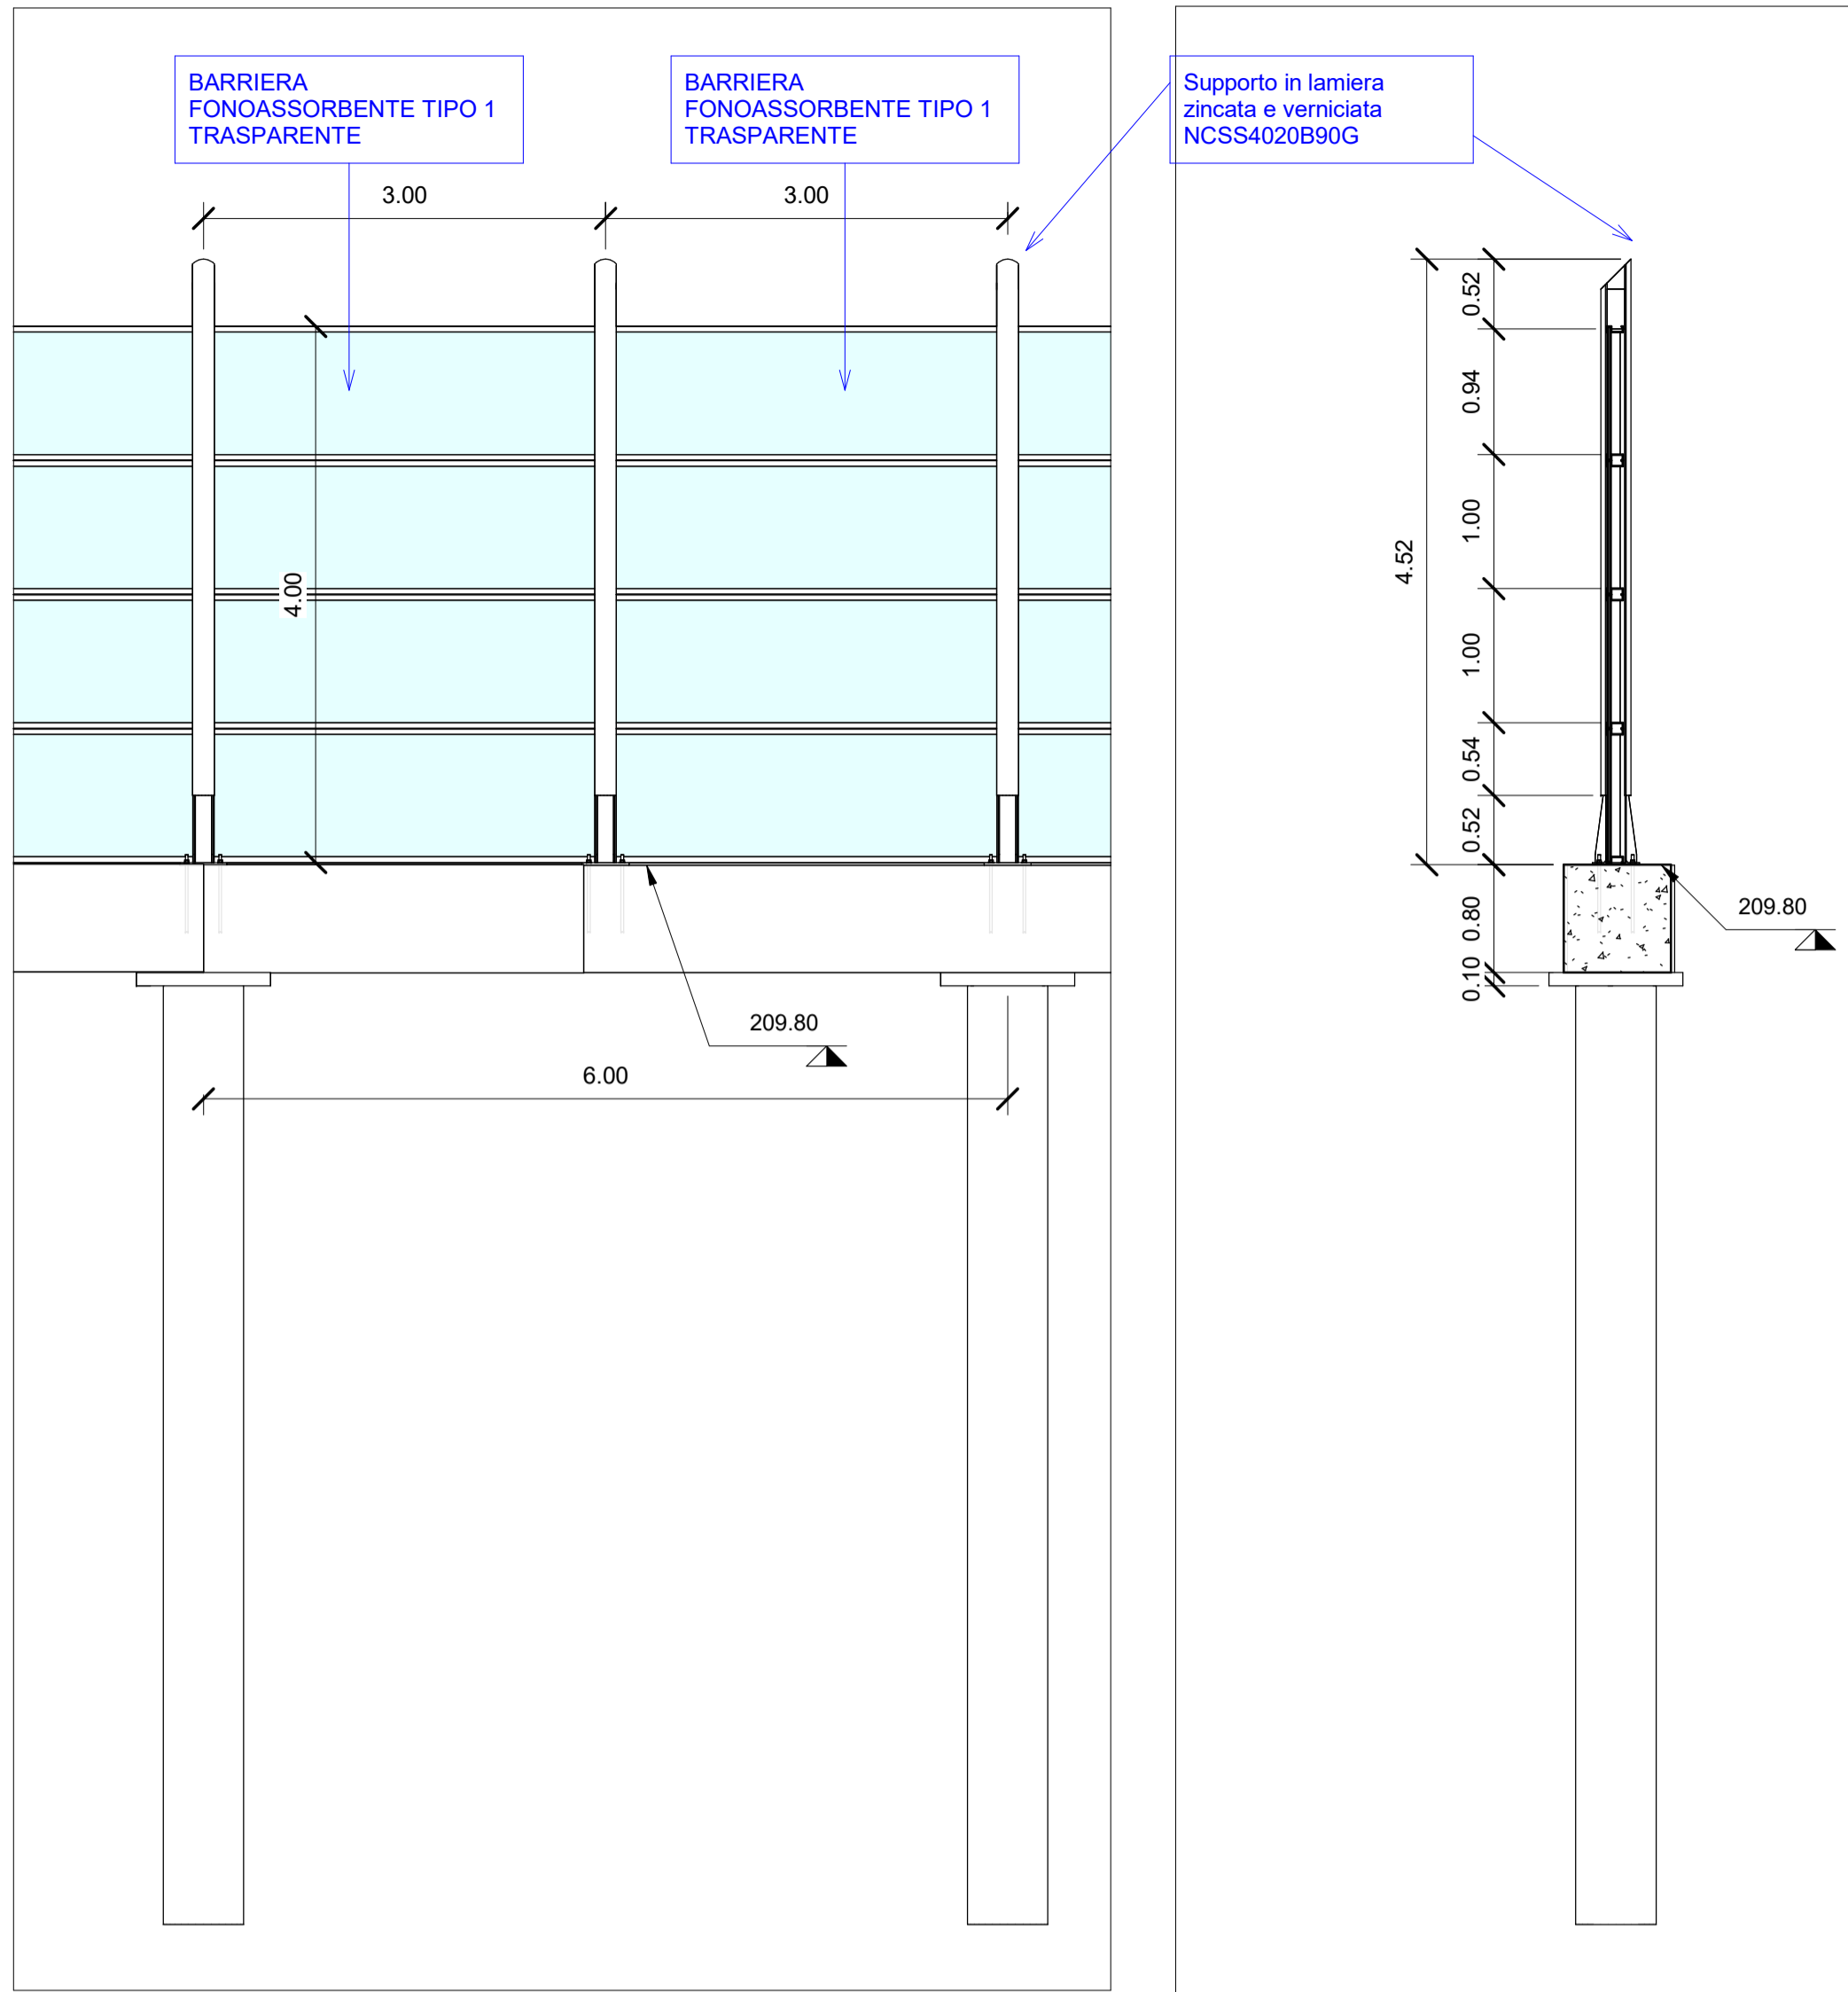 BARRIERA
FONOASSORBENTE TIPO 1
TRASPARENTE
BARRIERA
FONOASSORBENTE TIPO 1
TRASPARENTE
Supporto in lamiera
zincata e verniciata
NCSS4020B90G
3.00
3.00
4.00
209.80
6.00
4.52
0.52
0.94
1.00
1.00
0.54
0.52
0.80
0.10
209.80